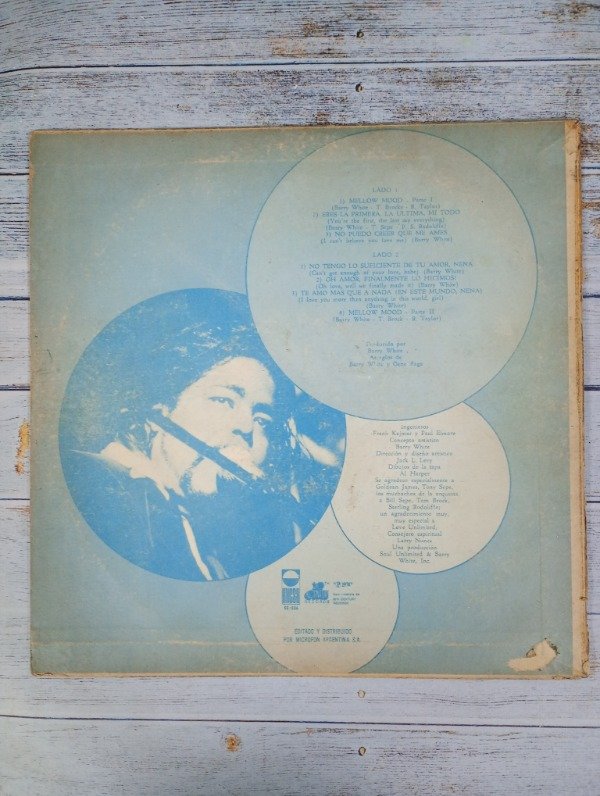 LADO 1
1) MELLOW MOOD - Parte I
(Barry White - T. Brocks - R. Taylor)
2) ERES LA PRIMERA, LA ULTIMA, MI TODO
(You're the first, the last my everything)
(Barry White - T. Sepe - P. S. Radcliffe)
3) NO PUEDO CREER QUE ME AMES
(I can't believe you love me) (Barry White)
LADO 2
1) NO TENGO LO SUFICIENTE DE TU AMOR, NENA
(Can't get enough of your love, babe) (Barry White)
2) OH AMOR, FINALMENTE LO HICIMOS!
(Oh love, well we finally made it) (Barry White)
3) TE AMO MAS QUE A NADA (EN ESTE MUNDO, NENA)
(I love you more than anything in this world, girl)
(Barry White)
4) MELLOW MOOD - Parte II
(Barry White - T. Brock - R. Taylor)
Producida por
Barry White
Arreglos de
Barry White y Gene Page
Ingenieros
Frank Kejmar y Paul Elmore
Concepto artístico
Barry White
Dirección y diseño artístico
Jack L. Levy
Dibujos de la tapa
Al Harper
Se agradece especialmente a
Goldman James, Tony Sepe,
los muchachos de la orquesta
a Bill Sepe, Tom Brock,
Sterling Radcliffe;
un agradecimiento muy,
muy especial a
Love Unlimited,
Consejero espiritual
Larry Nunes
Una producción
Soul Unlimited & Barry
White, Inc.
EDITADO Y DISTRIBUIDO
POR MICROFON ARGENTINA S.A.